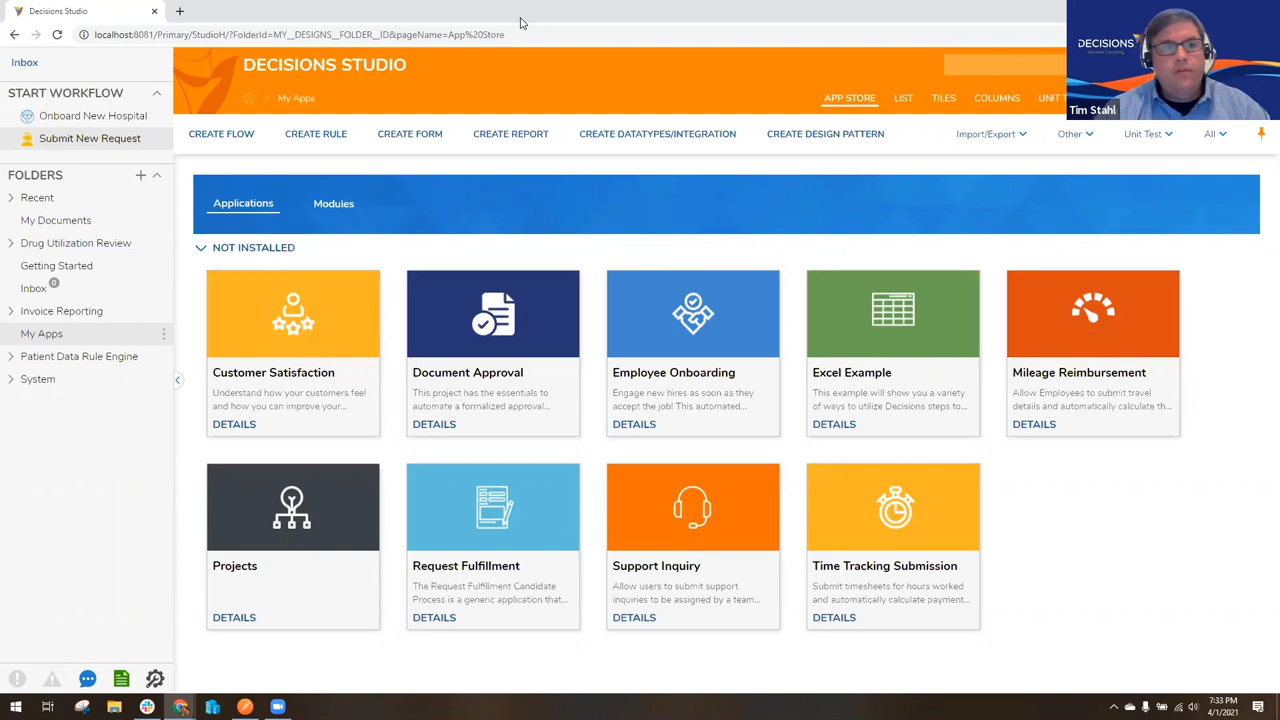 Decisions Studio
localhost:8081/Primary/StudioH/?FolderId=MY__DESIGNS__FOLDER__ID&pageName=App%20Store
Inbox
START WORKFLOW
Onboard New Hospital
Submit New Request
FOLDERS
Recent
My Documents
Drug Utilization Review
Getting Started
Inbox 0
Invoice Reporting
My Apps
Patient Data Rule Engine
System
DECISIONS STUDIO
My Apps
APP STORE LIST TILES COLUMNS UNIT T
CREATE FLOW CREATE RULE CREATE FORM CREATE REPORT CREATE DATATYPES/INTEGRATION CREATE DESIGN PATTERN Import/Export Other Unit Test All
Applications Modules
NOT INSTALLED
Customer Satisfaction
Understand how your customers feel
and how you can improve your...
DETAILS
Document Approval
This project has the essentials to
automate a formalized approval...
DETAILS
Employee Onboarding
Engage new hires as soon as they
accept the job! This automated...
DETAILS
Excel Example
This example will show you a variety
of ways to utilize Decisions steps to...
DETAILS
Mileage Reimbursement
Allow Employees to submit travel
details and automatically calculate th...
DETAILS
Projects
DETAILS
Request Fulfillment
The Request Fulfillment Candidate
Process is a generic application that...
DETAILS
Support Inquiry
Allow users to submit support
inquiries to be assigned by a team...
DETAILS
Time Tracking Submission
Submit timesheets for hours worked
and automatically calculate payment...
DETAILS
DECISIONS
Tim Stahl
7:33 PM
4/1/2021